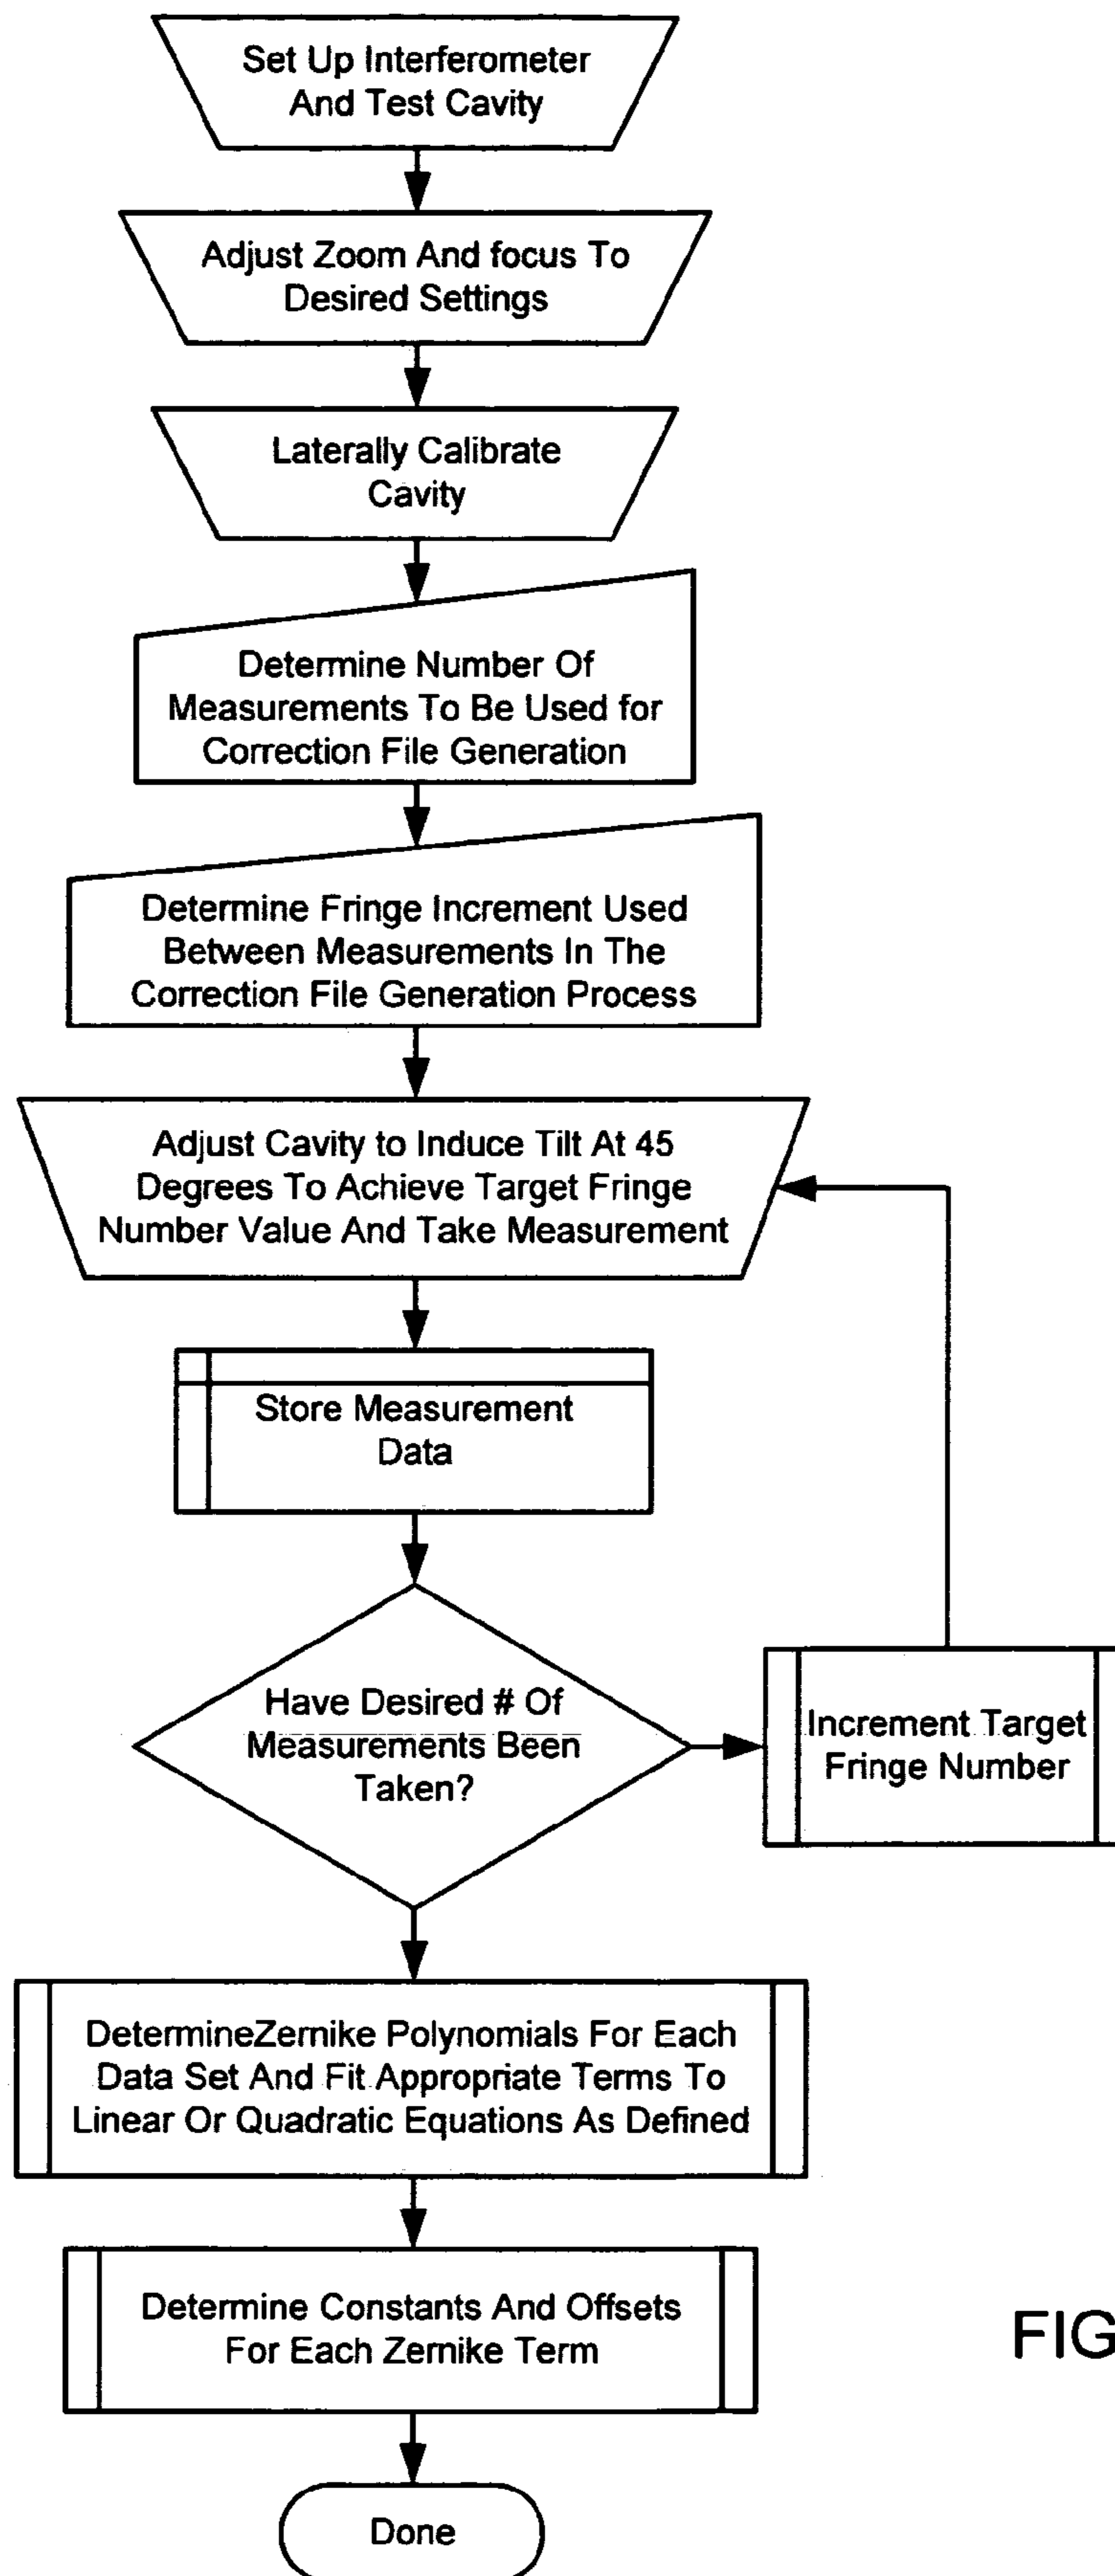 Set Up Interferometer
And Test Cavity
Adjust Zoom And focus To
Desired Settings
Laterally Calibrate
Cavity
Determine Number Of
Measurements To Be Used for
Correction File Generation
Determine Fringe Increment Used
Between Measurements In The
Correction File Generation Process
Adjust Cavity to Induce Tilt At 45
Degrees To Achieve Target Fringe
Number Value And Take Measurement
Store Measurement
Data
Have Desired # Of
Measurements Been
Taken?
Increment Target
Fringe Number
DetermineZernike Polynomials For Each
Data Set And Fit Appropriate Terms To
Linear Or Quadratic Equations As Defined
Determine Constants And Offsets
For Each Zernike Term
FIG
Done